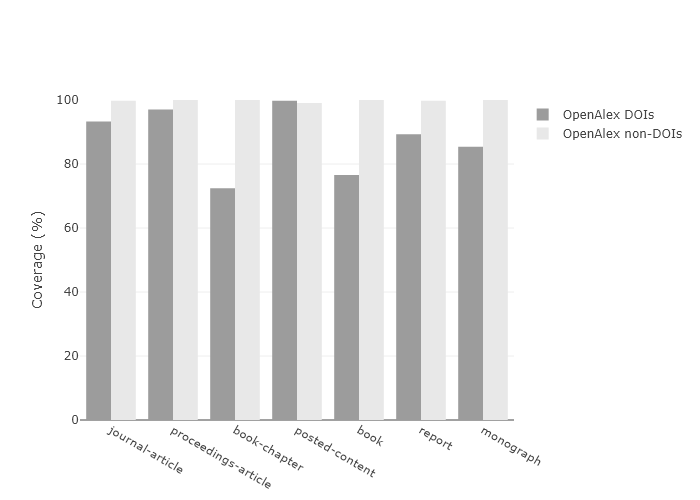 OpenAlex DOIs
OpenAlex non-DOIs
Coverage (%)
100
80
60
40
20
0
journal-article
proceedings-article
book-chapter
posted-content
book
report
monograph